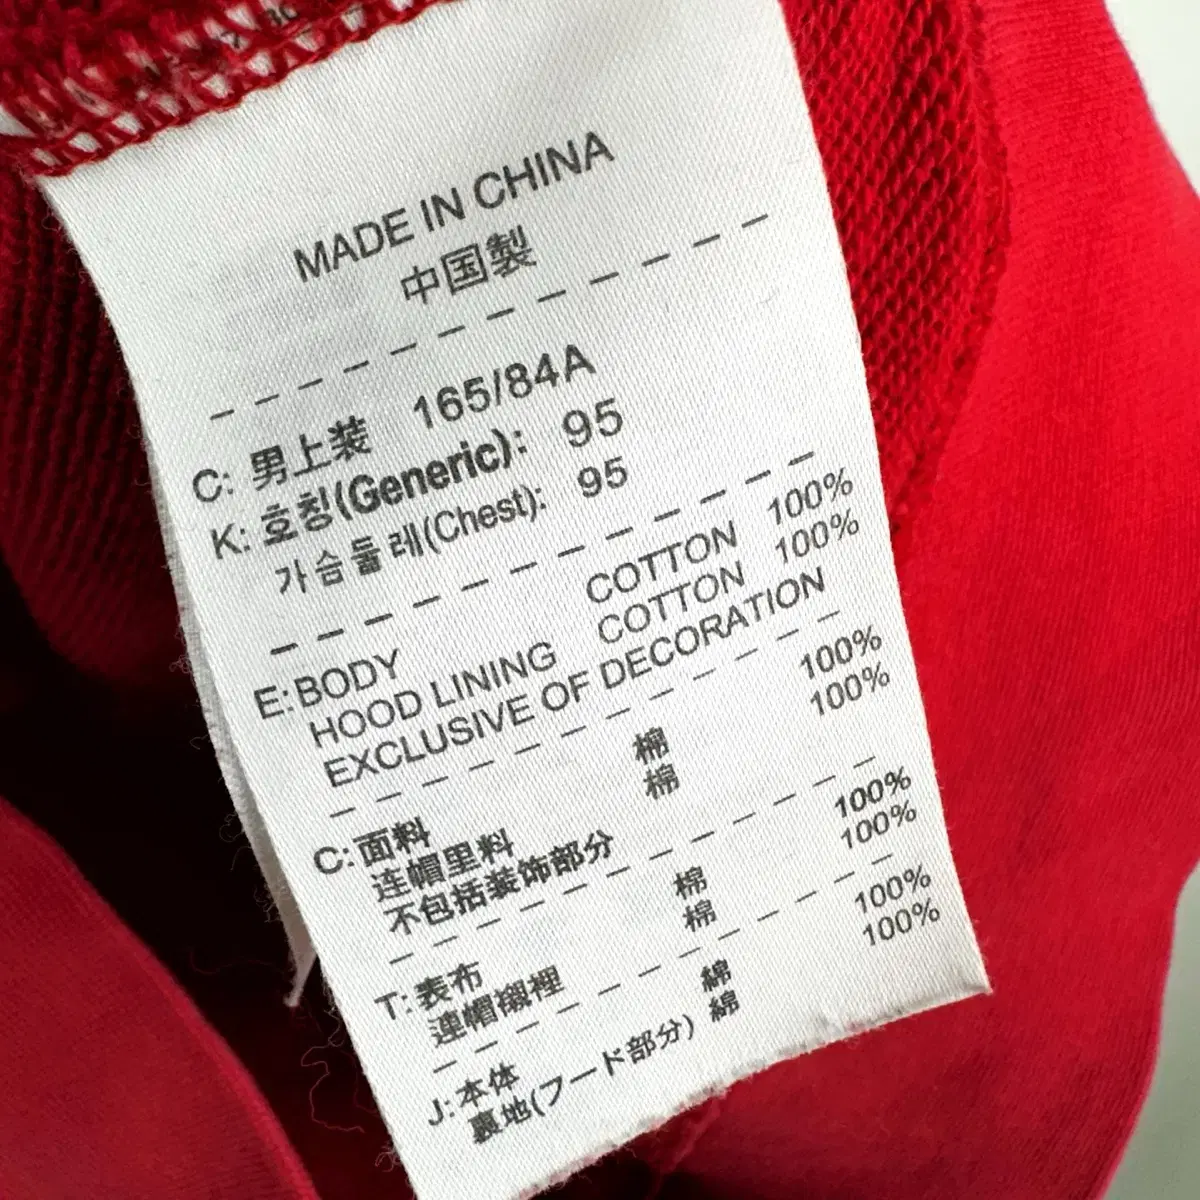 MADE IN CHINA
中国製
C: 男上装 165/84A
K: 호칭(Generic): 95
가슴둘레(Chest): 95
E: BODY COTTON 100%
HOOD LINING COTTON 100%
EXCLUSIVE OF DECORATION
C: 面料 棉 100%
连帽里料 棉 100%
不包括装饰部分
T: 表布 棉 100%
連帽襯裡 棉 100%
J: 本体 綿 100%
裏地(フード部分) 綿 100%